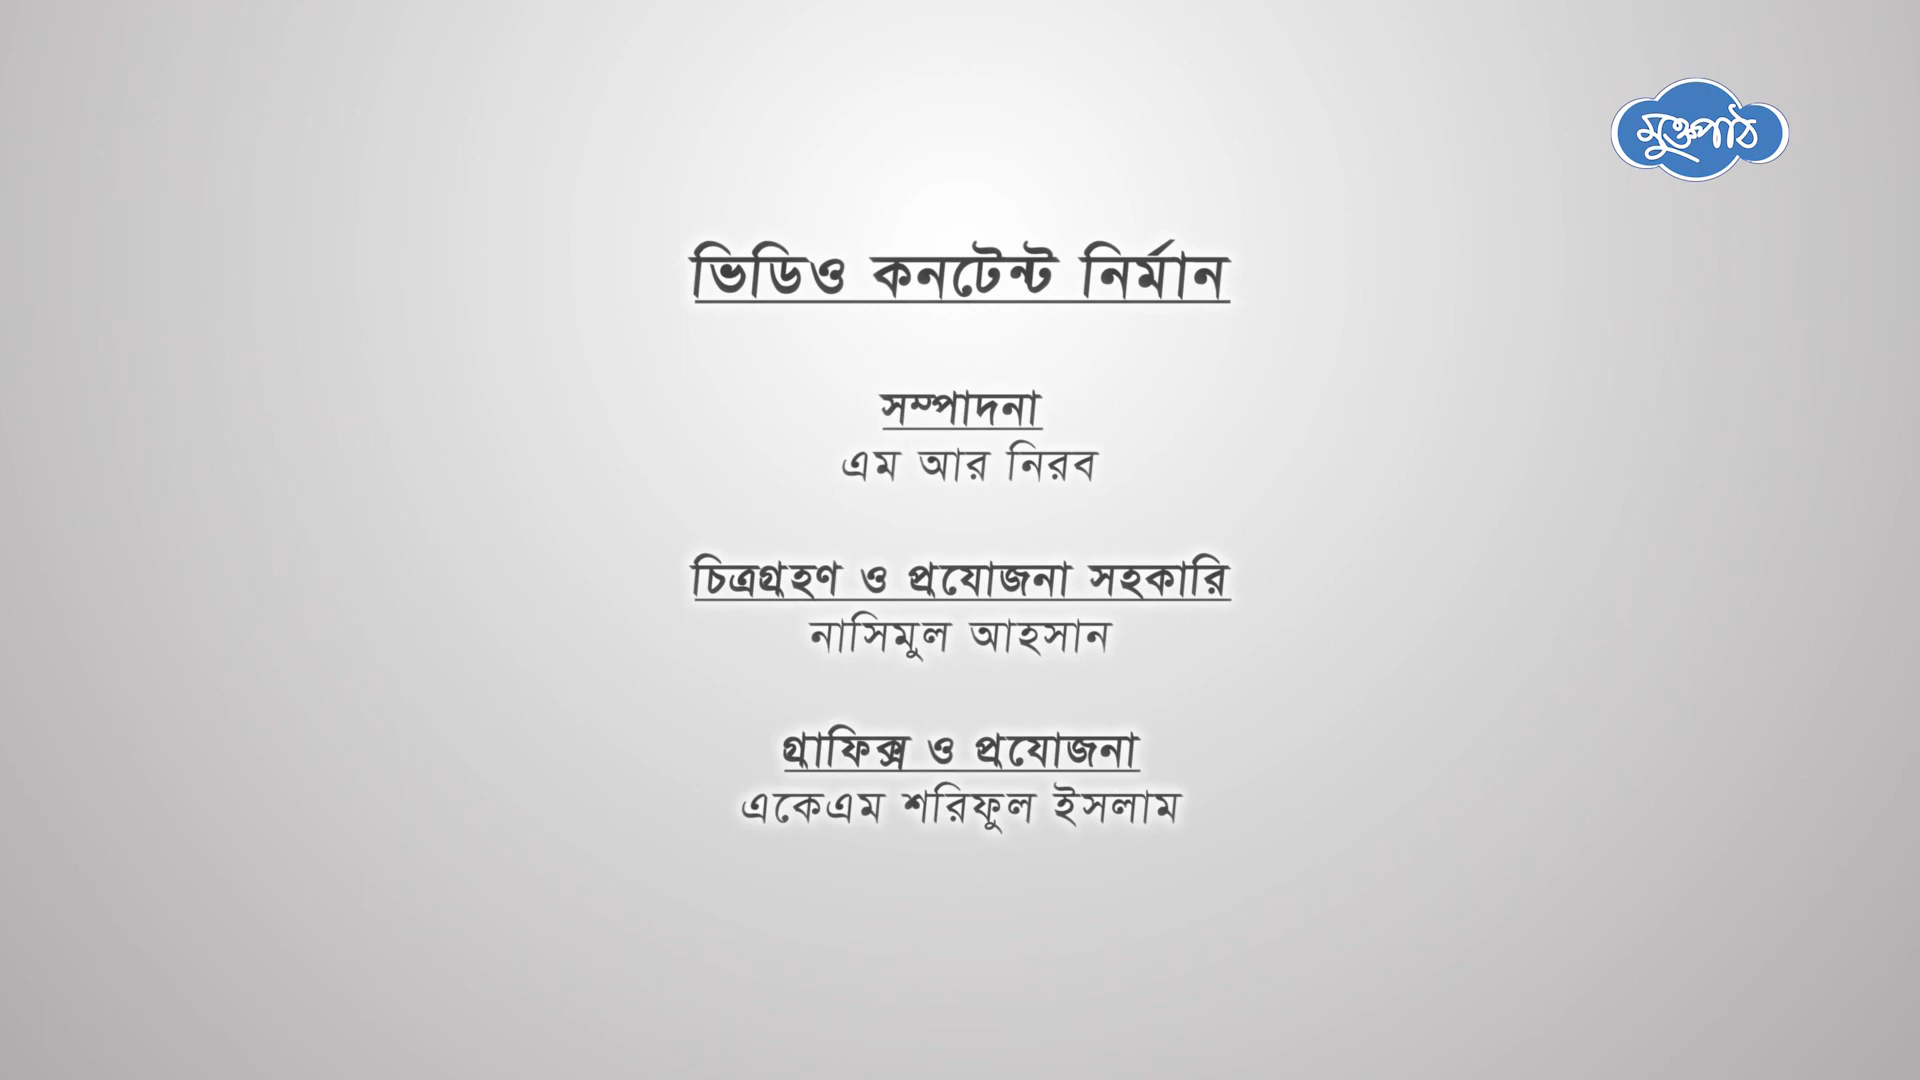 মুক্তপাঠ
ভিডিও কনটেন্ট নির্মান
সম্পাদনা
এম আর নিরব
চিত্রগ্রহণ ও প্রযোজনা সহকারি
নাসিমুল আহসান
গ্রাফিক্স ও প্রযোজনা
একেএম শরিফুল ইসলাম